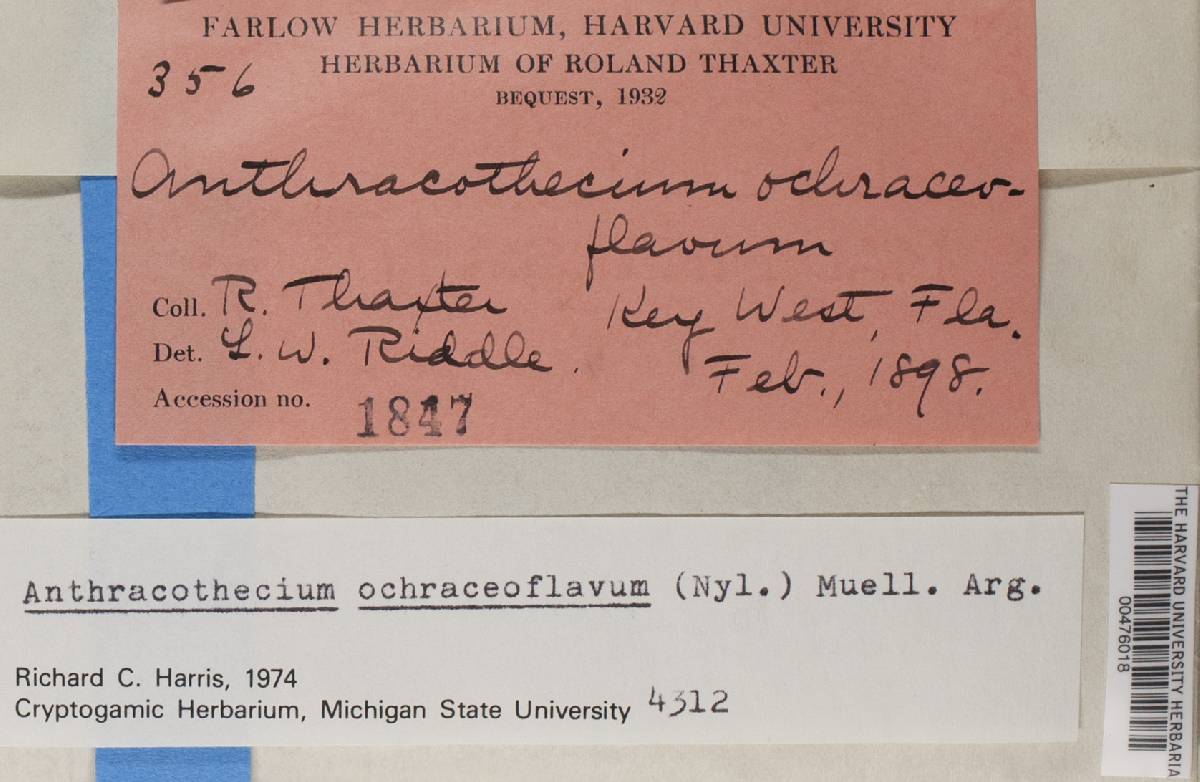 FARLOW HERBARIUM, HARVARD UNIVERSITY
HERBARIUM OF ROLAND THAXTER
356
BEQUEST, 1932
Anthracothecium ochraceo-
flavum
Coll. R. Thaxter
Key West, Fla.
Det. L. W. Riddle.
Feb., 1898.
Accession no. 1847
Anthracothecium ochraceoflavum (Nyl.) Muell. Arg.
Richard C. Harris, 1974
Cryptogamic Herbarium, Michigan State University 4312
THE HARVARD UNIVERSITY HERBARIA
00476018